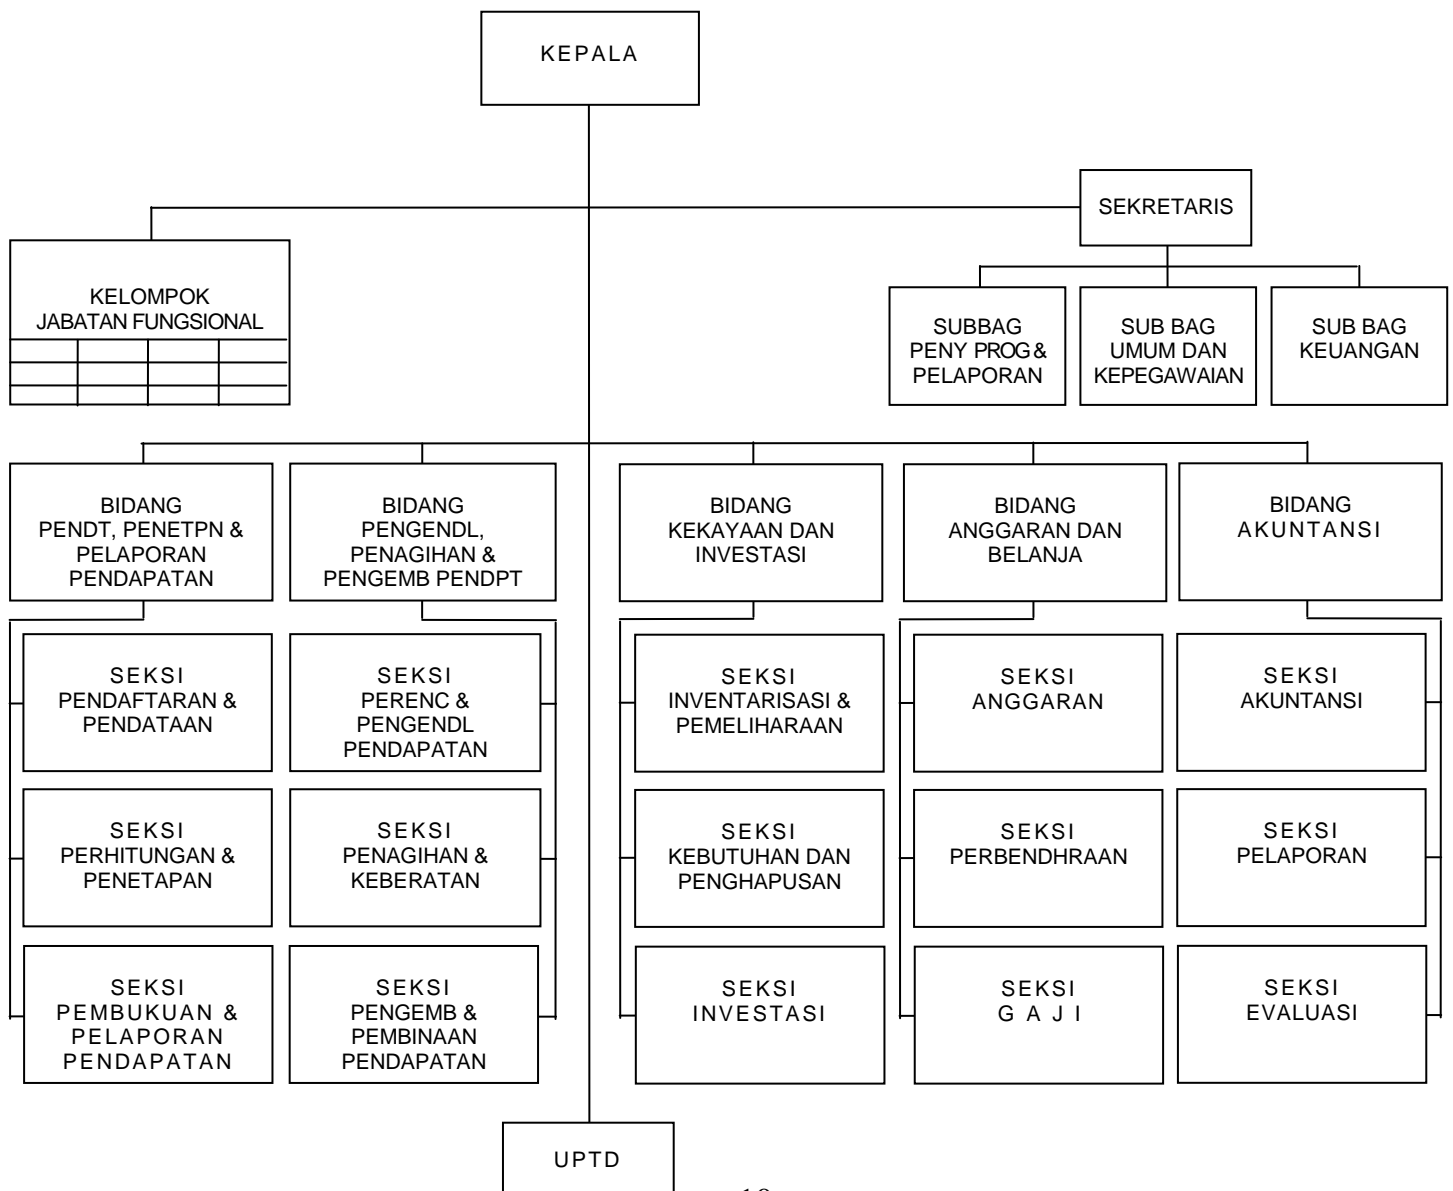 KEPALA
SEKRETARIS
KELOMPOK
JABATAN FUNGSIONAL
SUBBAG
PENY PROG &
PELAPORAN
SUB BAG
UMUM DAN
KEPEGAWAIAN
SUB BAG
KEUANGAN
BIDANG
PENDT, PENETPN &
PELAPORAN
PENDAPATAN
BIDANG
PENGENDL,
PENAGIHAN &
PENGEMB PENDPT
BIDANG
KEKAYAAN DAN
INVESTASI
BIDANG
ANGGARAN DAN
BELANJA
BIDANG
AKUNTANSI
SEKSI
PENDAFTARAN &
PENDATAAN
SEKSI
PERENC &
PENGENDL
PENDAPATAN
SEKSI
INVENTARISASI &
PEMELIHARAAN
SEKSI
ANGGARAN
SEKSI
AKUNTANSI
SEKSI
PERHITUNGAN &
PENETAPAN
SEKSI
PENAGIHAN &
KEBERATAN
SEKSI
KEBUTUHAN DAN
PENGHAPUSAN
SEKSI
PERBENDHRAAN
SEKSI
PELAPORAN
SEKSI
PEMBUKUAN &
PELAPORAN
PENDAPATAN
SEKSI
PENGEMB &
PEMBINAAN
PENDAPATAN
SEKSI
INVESTASI
SEKSI
G A J I
SEKSI
EVALUASI
UPTD